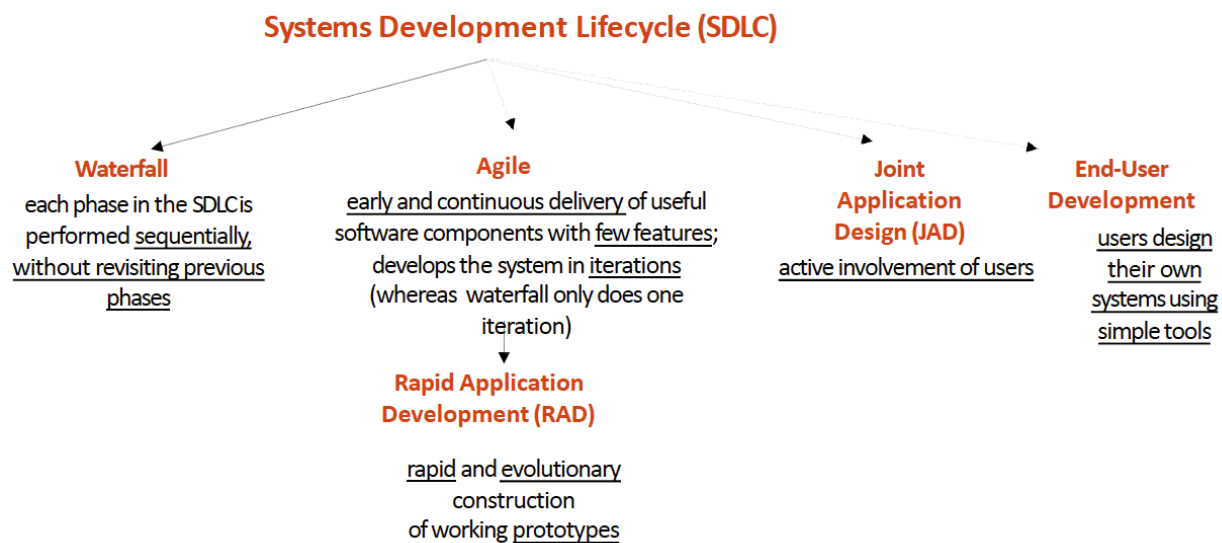 Systems Development Lifecycle (SDLC)
Waterfall
each phase in the SDLC is
performed sequentially,
without revisiting previous
phases
Agile
early and continuous delivery of useful
software components with few features;
develops the system in iterations
(whereas waterfall only does one
iteration)
Rapid Application
Development (RAD)
rapid and evolutionary
construction
of working prototypes
Joint
Application
Design (JAD)
active involvement of users
End-User
Development
users design
their own
systems using
simple tools